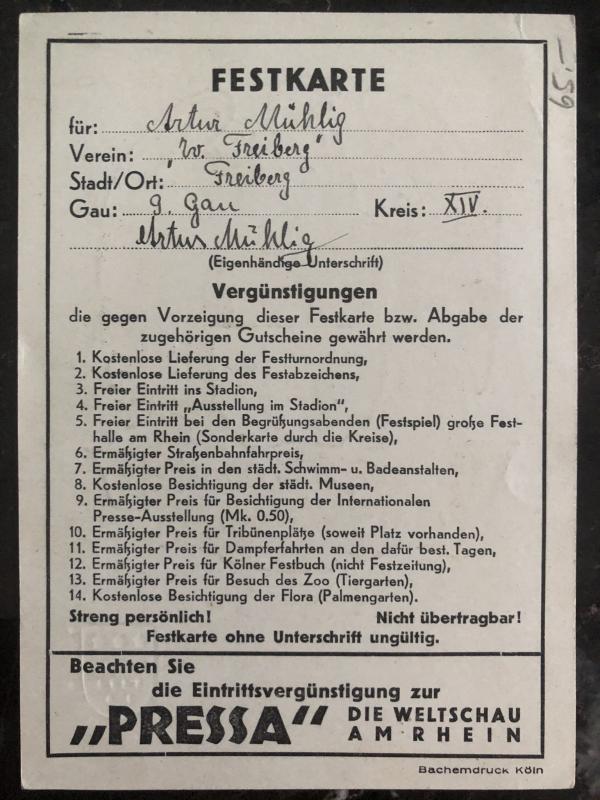 65.-
FESTKARTE
für: Artur Mühlig
Verein: "Tv. Freiberg"
Stadt/Ort: Freiberg
Gau: 9. Gau Kreis: XIV.
Artur Mühlig
(Eigenhändige Unterschrift)
Vergünstigungen
die gegen Vorzeigung dieser Festkarte bzw. Abgabe der
zugehörigen Gutscheine gewährt werden.
1. Kostenlose Lieferung der Festturnordnung,
2. Kostenlose Lieferung des Festabzeichens,
3. Freier Eintritt ins Stadion,
4. Freier Eintritt „Ausstellung im Stadion“,
5. Freier Eintritt bei den Begrüßungsabenden (Festspiel) große Fest-
halle am Rhein (Sonderkarte durch die Kreise),
6. Ermäßigter Straßenbahnfahrpreis,
7. Ermäßigter Preis in den städt. Schwimm- u. Badeanstalten,
8. Kostenlose Besichtigung der städt. Museen,
9. Ermäßigter Preis für Besichtigung der Internationalen
Presse-Ausstellung (Mk. 0.50),
10. Ermäßigter Preis für Tribünenplätze (soweit Platz vorhanden),
11. Ermäßigter Preis für Dampferfahrten an den dafür best. Tagen,
12. Ermäßigter Preis für Kölner Festbuch (nicht Festzeitung),
13. Ermäßigter Preis für Besuch des Zoo (Tiergarten),
14. Kostenlose Besichtigung der Flora (Palmengarten).
Streng persönlich! Nicht übertragbar!
Festkarte ohne Unterschrift ungültig.
Beachten Sie
die Eintrittsvergünstigung zur
„PRESSA“ DIE WELTSCHAU
AM RHEIN
Bachemdruck Köln